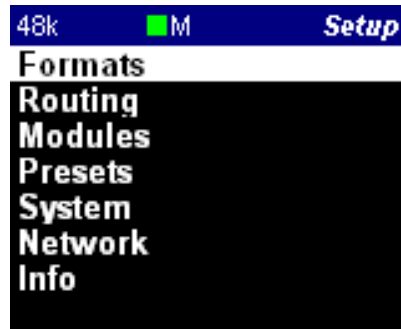 48k M Setup
Formats
Routing
Modules
Presets
System
Network
Info